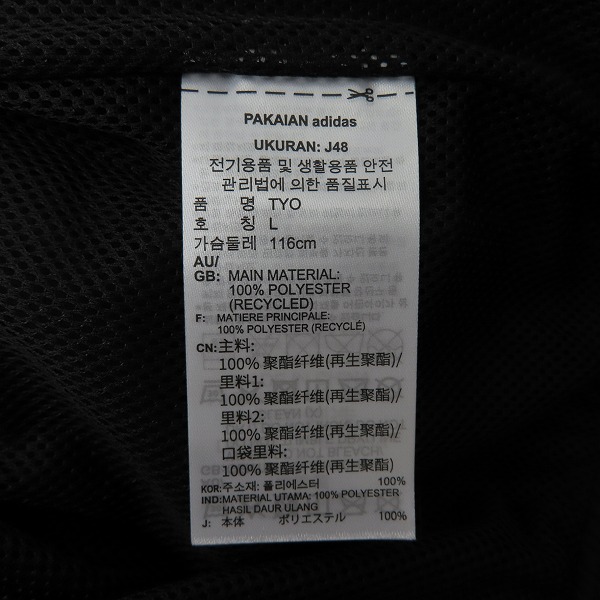 PAKAIAN adidas
UKURAN: J48
전기용품 및 생활용품 안전
관리법에 의한 품질표시
품 명 TYO
호 칭 L
가슴둘레 116cm
AU/
GB: MAIN MATERIAL:
100% POLYESTER
(RECYCLED)
F: MATIERE PRINCIPALE:
100% POLYESTER (RECYCLÉ)
CN: 主料:
100% 聚酯纤维(再生聚酯)/
里料1:
100% 聚酯纤维(再生聚酯)/
里料2:
100% 聚酯纤维(再生聚酯)/
口袋里料:
100% 聚酯纤维(再生聚酯)
KOR: 주소재: 폴리에스터 100%
IND: MATERIAL UTAMA: 100% POLYESTER
HASIL DAUR ULANG
J: 本体 ポリエステル 100%